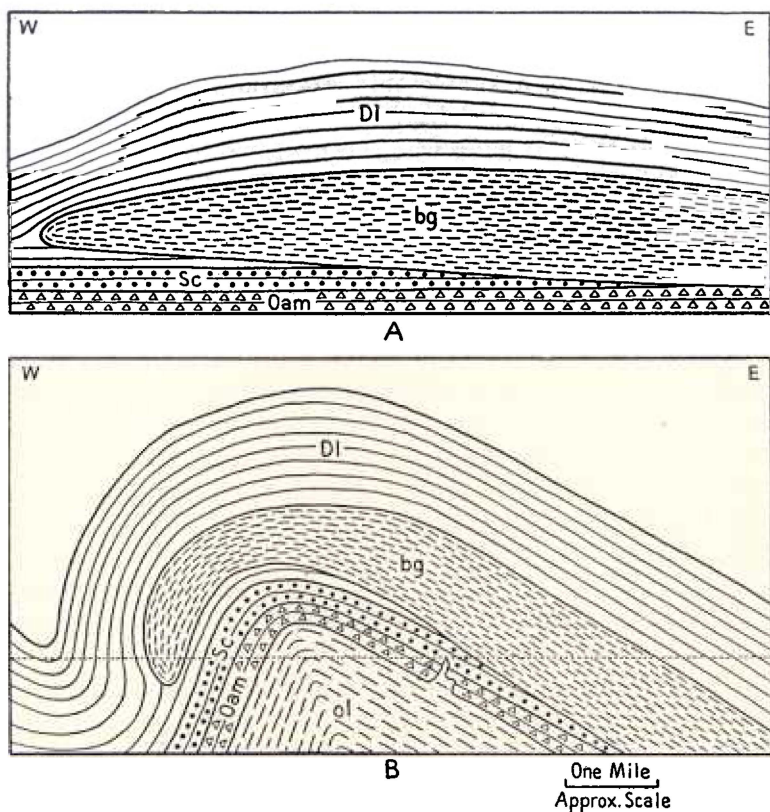 W E
Dl
bg
Sc
Oam
A
W E
Dl
bg
Sc
Oam
ol
B
One Mile
Approx. Scale